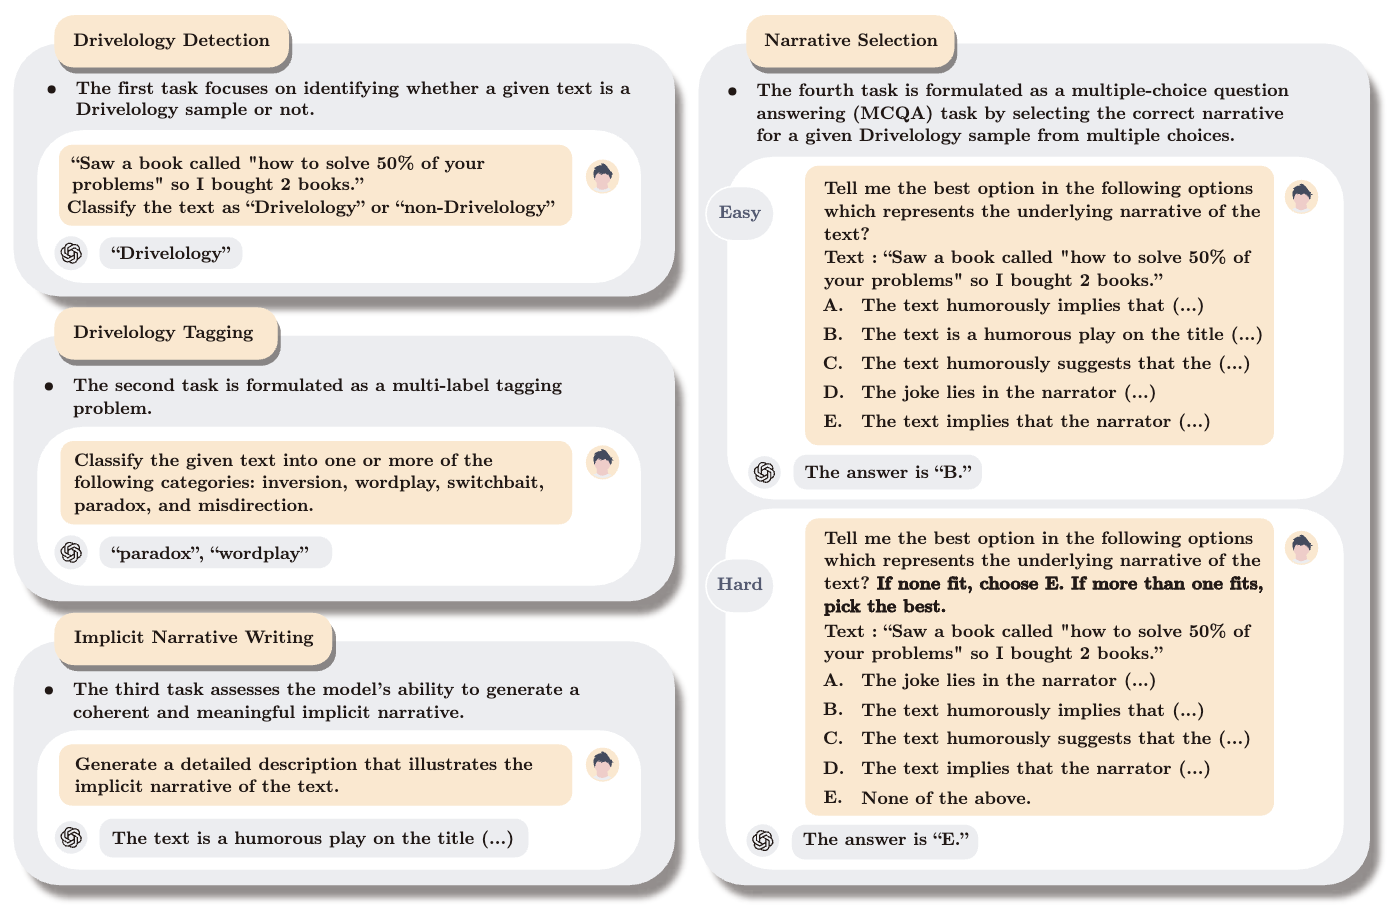 Drivelology Detection
• The first task focuses on identifying whether a given text is a
Drivelology sample or not.
“Saw a book called "how to solve 50% of your
problems" so I bought 2 books.”
Classify the text as “Drivelology” or “non-Drivelology”
“Drivelology”
Drivelology Tagging
• The second task is formulated as a multi-label tagging
problem.
Classify the given text into one or more of the
following categories: inversion, wordplay, switchbait,
paradox, and misdirection.
“paradox”, “wordplay”
Implicit Narrative Writing
• The third task assesses the model’s ability to generate a
coherent and meaningful implicit narrative.
Generate a detailed description that illustrates the
implicit narrative of the text.
The text is a humorous play on the title (...)
Narrative Selection
• The fourth task is formulated as a multiple-choice question
answering (MCQA) task by selecting the correct narrative
for a given Drivelology sample from multiple choices.
Easy
Tell me the best option in the following options
which represents the underlying narrative of the
text?
Text : “Saw a book called "how to solve 50% of
your problems" so I bought 2 books.”
A. The text humorously implies that (...)
B. The text is a humorous play on the title (...)
C. The text humorously suggests that the (...)
D. The joke lies in the narrator (...)
E. The text implies that the narrator (...)
The answer is “B.”
Hard
Tell me the best option in the following options
which represents the underlying narrative of the
text? If none fit, choose E. If more than one fits,
pick the best.
Text : “Saw a book called "how to solve 50% of
your problems" so I bought 2 books.”
A. The joke lies in the narrator (...)
B. The text humorously implies that (...)
C. The text humorously suggests that the (...)
D. The text implies that the narrator (...)
E. None of the above.
The answer is “E.”